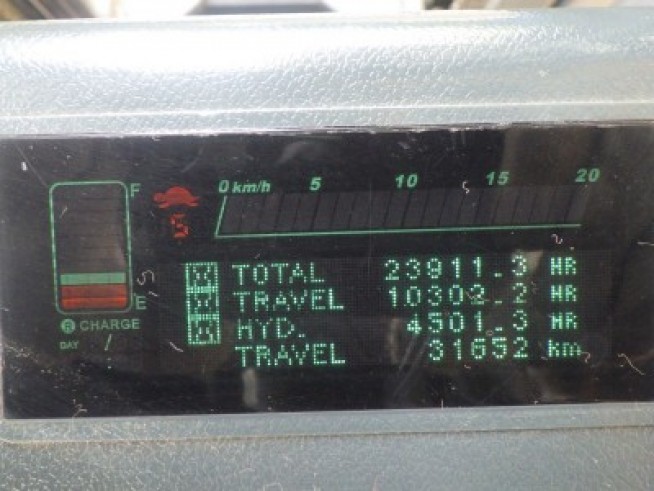 F
0 km/h 5 10 15 20
5
TOTAL 23911.3 HR
TRAVEL 10302.2 HR
HYD. 4501.3 HR
TRAVEL 31652 km
E
CHARGE
DAY